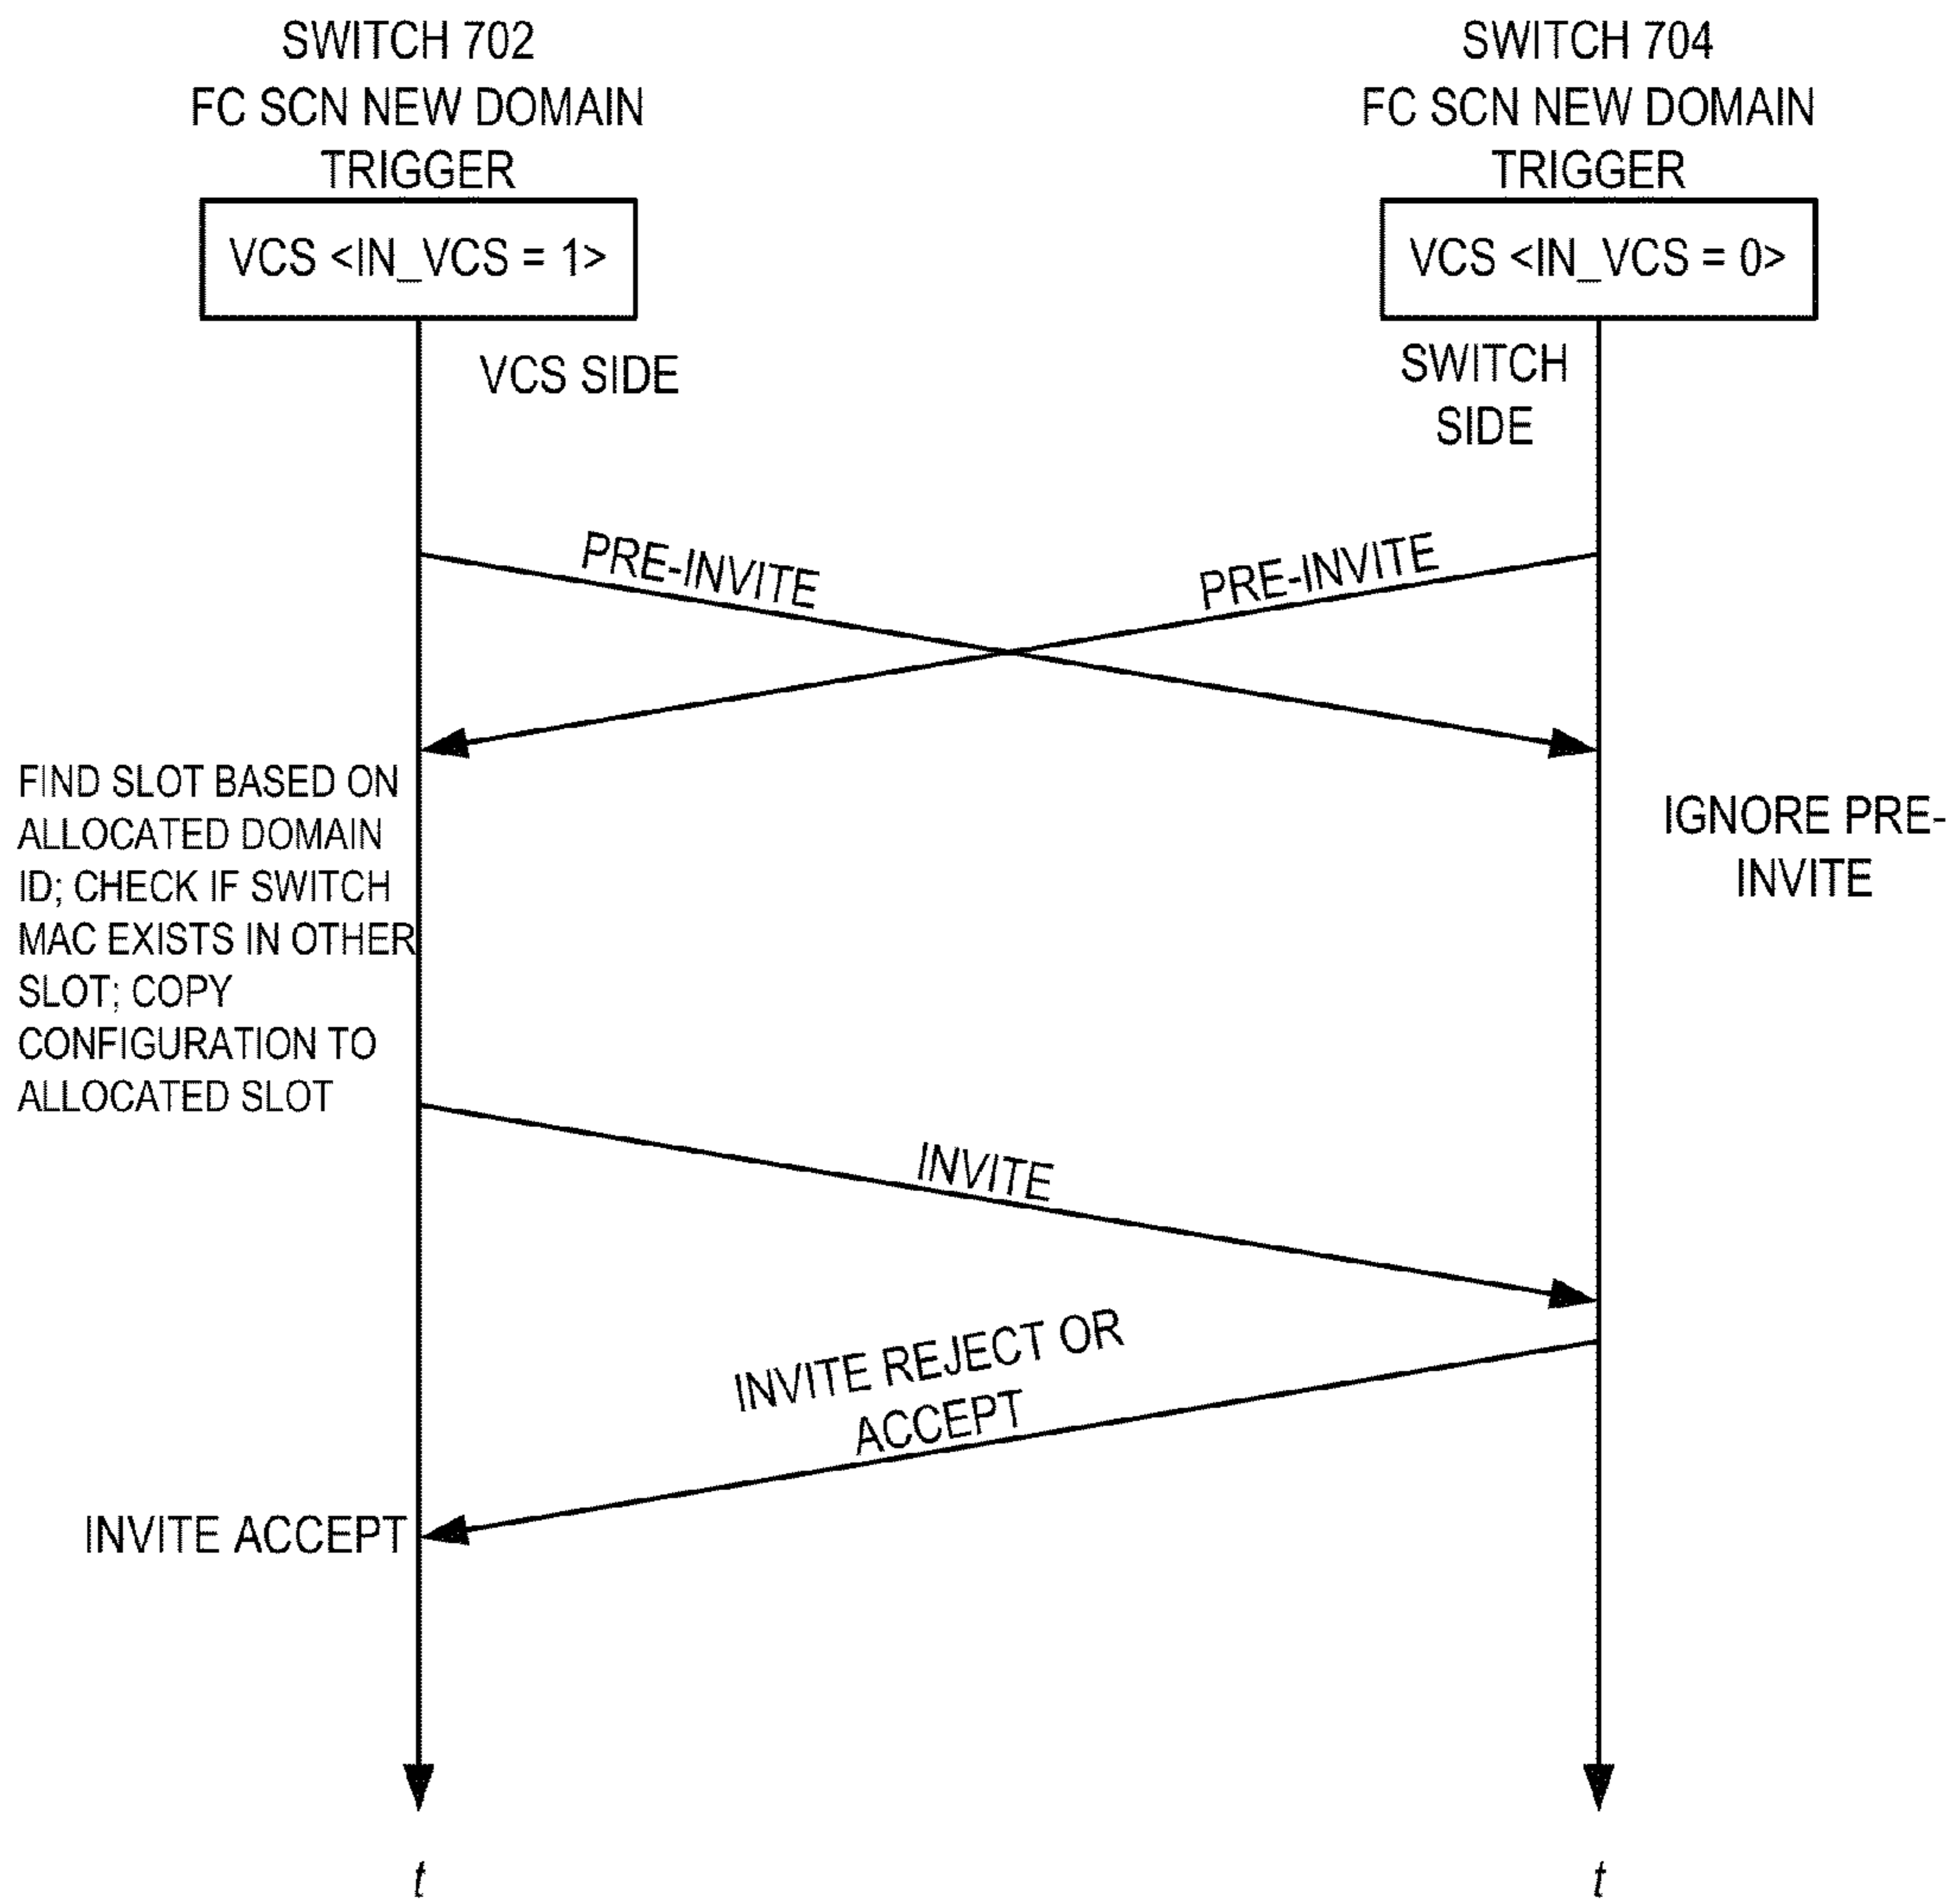 SWITCH 702
FC SCN NEW DOMAIN
TRIGGER
VCS <IN_VCS = 1>
VCS SIDE
SWITCH 704
FC SCN NEW DOMAIN
TRIGGER
VCS <IN_VCS = 0>
SWITCH
SIDE
PRE-INVITE
PRE-INVITE
FIND SLOT BASED ON
ALLOCATED DOMAIN
ID; CHECK IF SWITCH
MAC EXISTS IN OTHER
SLOT; COPY
CONFIGURATION TO
ALLOCATED SLOT
IGNORE PRE-
INVITE
INVITE
INVITE REJECT OR
ACCEPT
INVITE ACCEPT
t
t